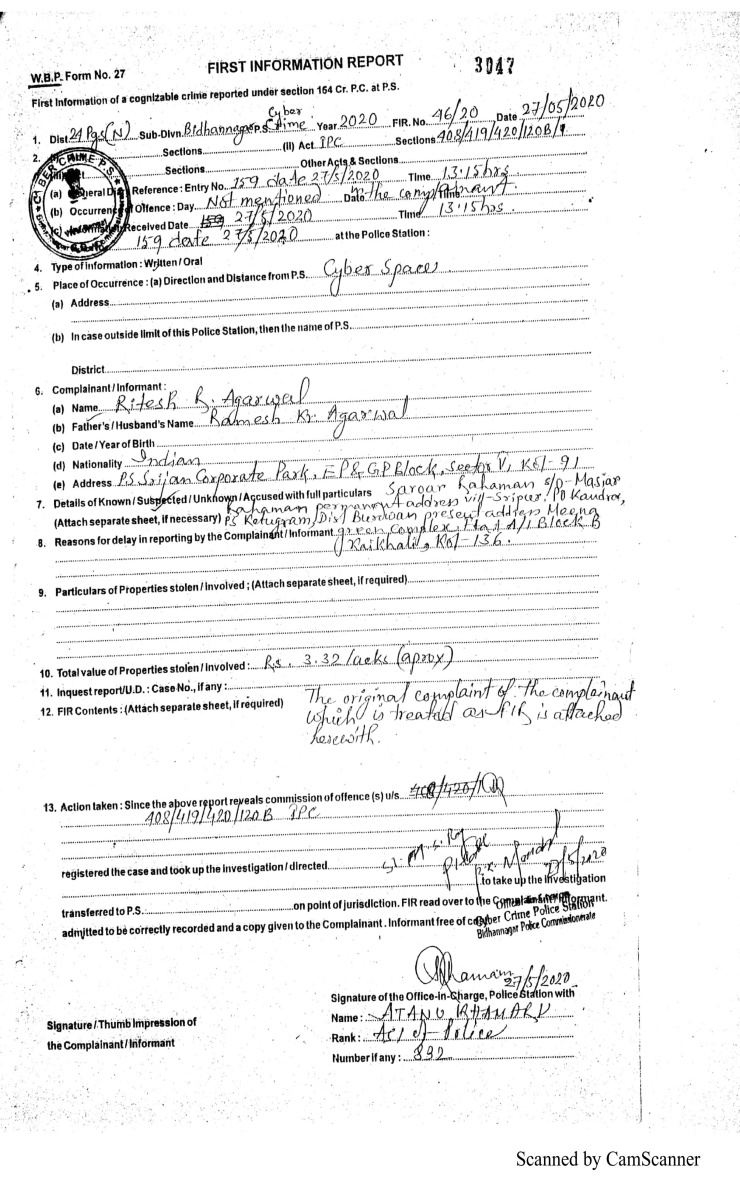 W.B.P. Form No. 27
FIRST INFORMATION REPORT
3047
First Information of a cognizable crime reported under section 154 Cr. P.C. at P.S.
1. Dist. 24 Pgs(N) Sub-Divn. Bidhannagar P.S. Cyber Crime Year 2020 FIR. No. 46/20 Date 27/05/2020
2. Sections (II) Act IPC Sections 408/419/420/120B/
Sections Other Acts & Sections
(a) General Reference : Entry No. 159 date 27/5/2020 Time 13.15 hrs
(b) Occurrence of Offence : Day. Not mentioned Date the complainant.
Received Date 159 27/5/2020 Time 13.15 hrs
159 date 27/5/2020 at the Police Station :
CYBER CRIME P.S.
4. Type of Information : Written / Oral
5. Place of Occurrence : (a) Direction and Distance from P.S. Cyber Space
(a) Address
(b) In case outside limit of this Police Station, then the name of P.S.
District
6. Complainant / Informant :
(a) Name Ritesh R. Agarwal
(b) Father's / Husband's Name Ramesh Kr. Agarwal
(c) Date / Year of Birth
(d) Nationality Indian
(e) Address PS Srijan Corporate Park, EP & GP Block, Sector V, Kol-91
7. Details of Known / Suspected / Unknown / Accused with full particulars Saroar Rahaman s/o- Masiar
Rahaman permanent address vill- Sripur, PO Kandra,
(Attach separate sheet, if necessary) PS Ketugram, Dist Burdwan present address Meena
8. Reasons for delay in reporting by the Complainant / Informant green Complex, Flat A/1 Block B
Kaikhali, Kol-136.
9. Particulars of Properties stolen / Involved ; (Attach separate sheet, if required)
10. Total value of Properties stolen / Involved : Rs. 3.32 lacks (aprox)
11. Inquest report/U.D. : Case No., if any :
12. FIR Contents : (Attach separate sheet, if required) The original complaint of the complainant
which is treated as FIR is attached
herewith.
13. Action taken : Since the above report reveals commission of offence (s) u/s. 408/420/
408/419/420/120B IPC
registered the case and took up the investigation / directed
27/5/2020
to take up the Investigation
transferred to P.S. on point of jurisdiction. FIR read over to the Complainant / Informant.
admitted to be correctly recorded and a copy given to the Complainant. Informant free of cost.
Cyber Crime Police Station
Bidhannagar Police Commissionerate
27/5/2020
Signature of the Office-in-Charge, Police Station with
Signature / Thumb Impression of
the Complainant / Informant
Name :
Rank : ASI of Police
Number if any : 892
Scanned by CamScanner